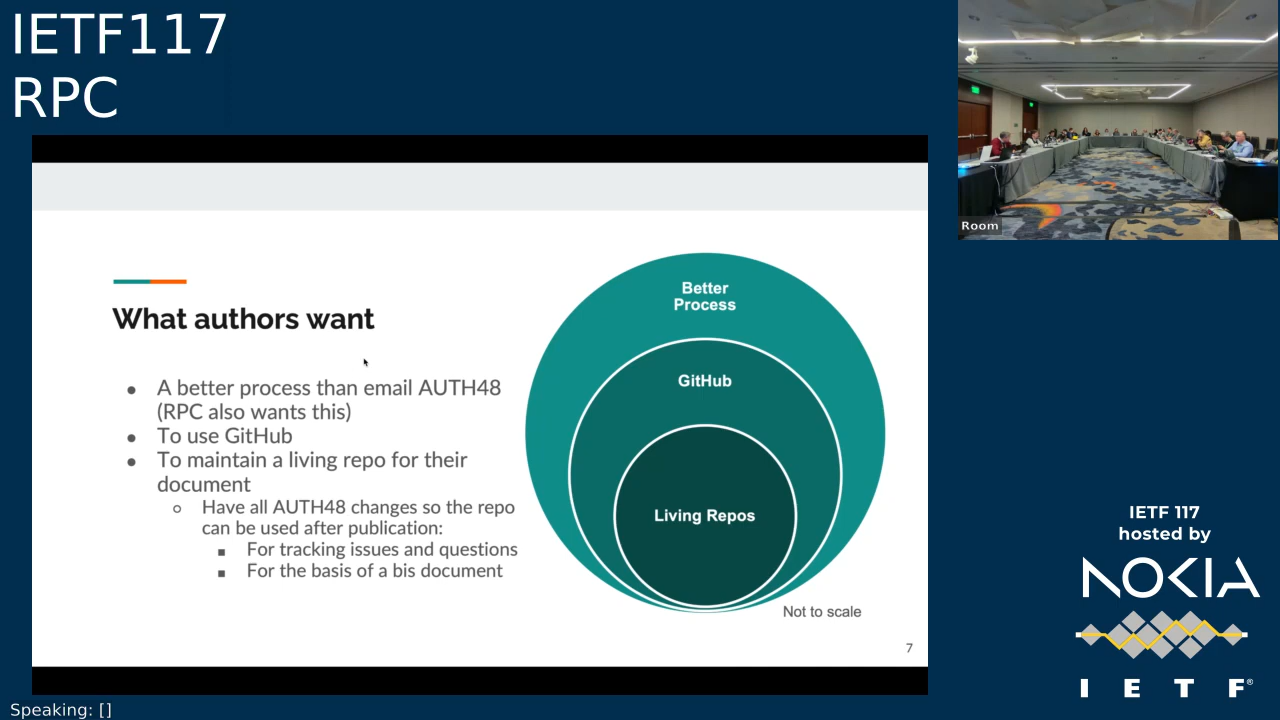 IETF117
RPC
Room
What authors want
● A better process than email AUTH48
(RPC also wants this)
● To use GitHub
● To maintain a living repo for their
document
○ Have all AUTH48 changes so the repo
can be used after publication:
■ For tracking issues and questions
■ For the basis of a bis document
Better
Process
GitHub
Living Repos
Not to scale
7
IETF 117
hosted by
NOKIA
I E T F®
Speaking: []